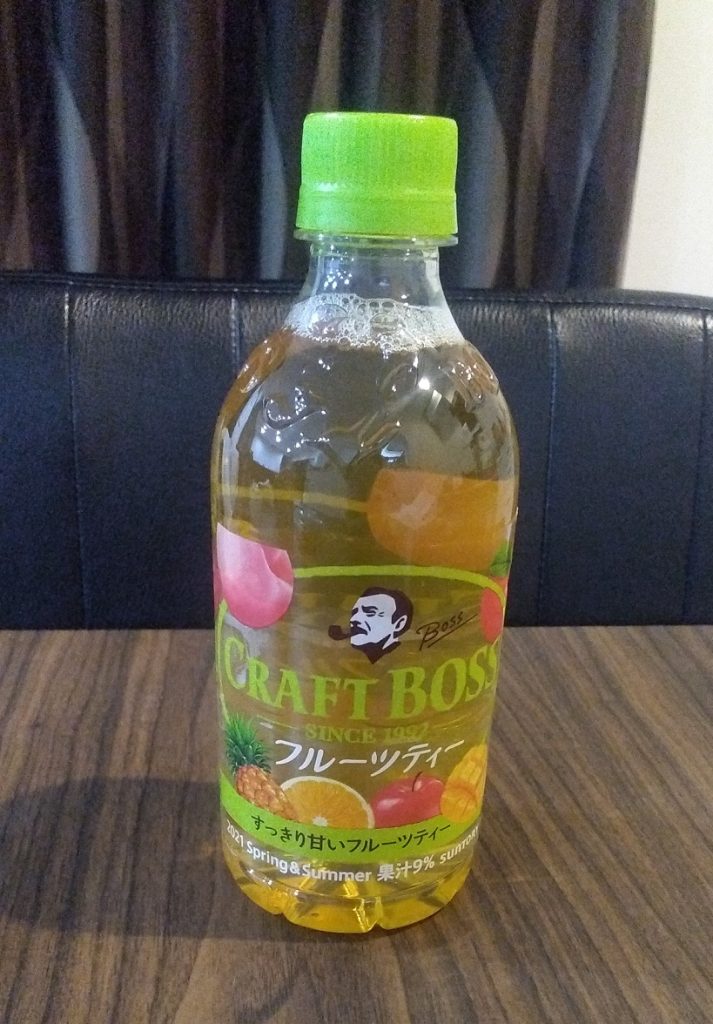 Boss
CRAFT BOSS
SINCE 1992
フルーツティー
すっきり甘いフルーツティー
2021 Spring&Summer 果汁9% SUNTORY